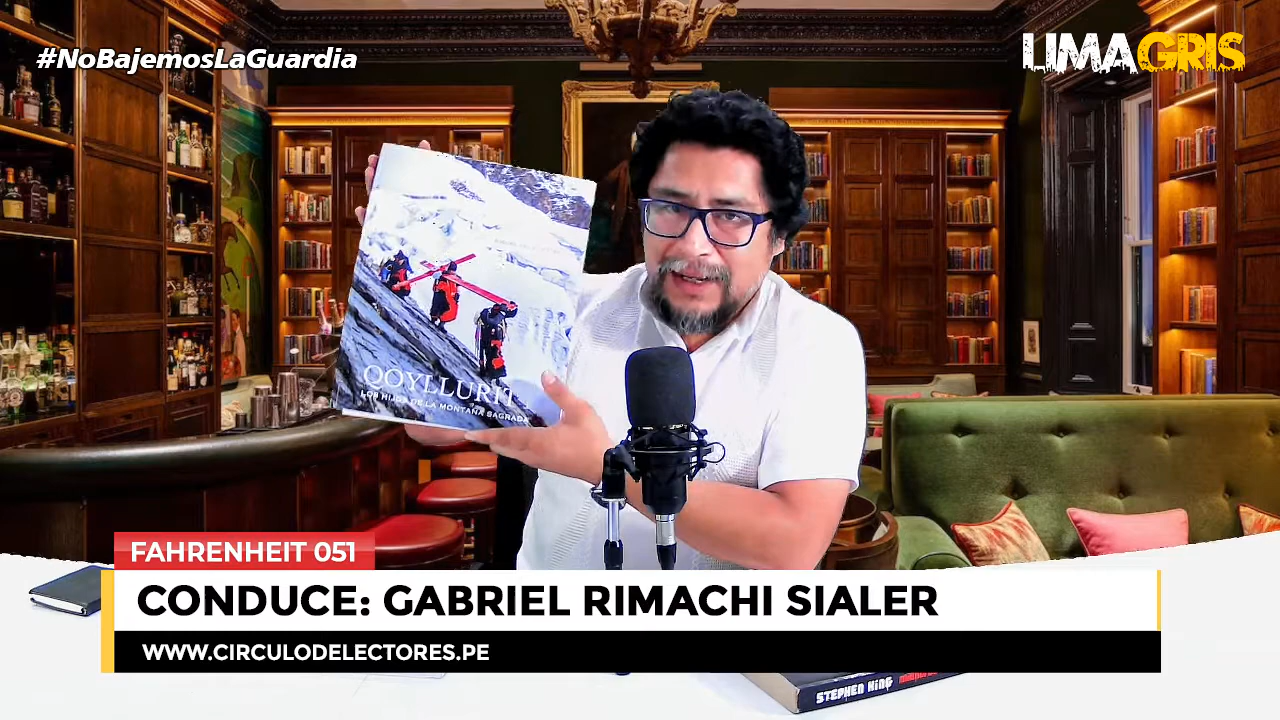 #NoBajemosLaGuardia
LIMAGRIS
QOYLLURIT
LOS HIJOS DE LA MONTAÑA SAGRADA
FAHRENHEIT 051
CONDUCE: GABRIEL RIMACHI SIALER
WWW.CIRCULODELECTORES.PE
STEPHEN KING